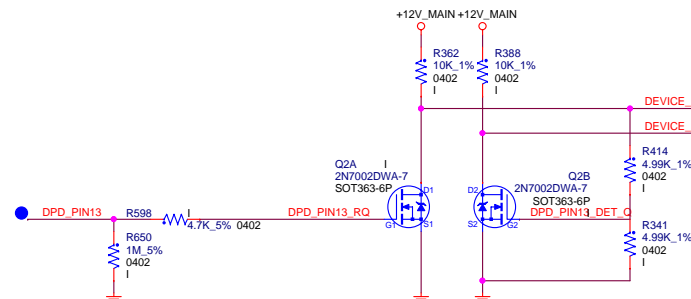 +12V_MAIN +12V_MAIN
R362
10K_1%
0402
I
R388
10K_1%
0402
I
DEVICE_
DEVICE_
R414
4.99K_1%
0402
I
Q2A I
2N7002DWA-7
SOT363-6P
D1
G1
S1
Q2B
2N7002DWA-7
SOT363-6P
I
D2
S2
G2
DPD_PIN13_DET_Q
DPD_PIN13
R598
I
4.7K_5% 0402
DPD_PIN13_RQ
R650
1M_5%
0402
I
R341
4.99K_1%
0402
I